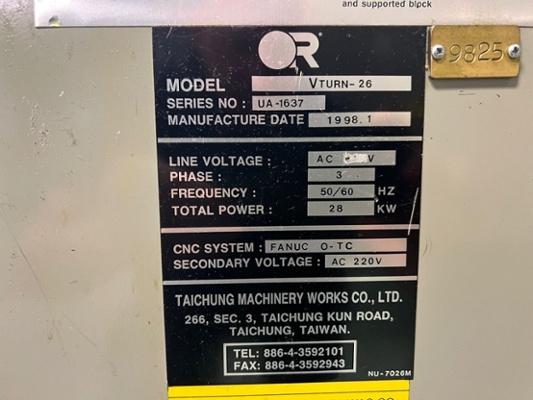 and supported block
9825
R
MODEL VTURN-26
SERIES NO : UA-1637
MANUFACTURE DATE 1998.1
LINE VOLTAGE : AC V
PHASE : 3
FREQUENCY : 50/60 HZ
TOTAL POWER : 28 KW
CNC SYSTEM : FANUC O-TC
SECONDARY VOLTAGE : AC 220V
TAICHUNG MACHINERY WORKS CO., LTD.
266, SEC. 3, TAICHUNG KUN ROAD,
TAICHUNG, TAIWAN.
TEL: 886-4-3592101
FAX: 886-4-3592943
NU-7026M